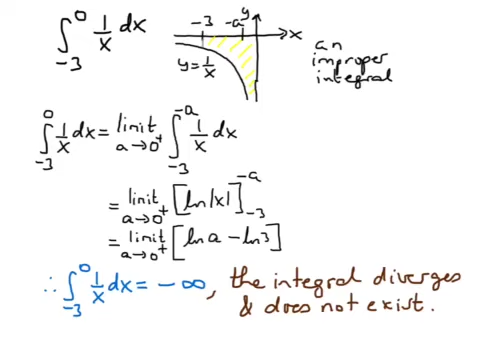 ∫₋₃⁰ 1/x dx
-3 -a y
x
y = 1/x
an
improper
integral
∫₋₃⁰ 1/x dx = limit a→0⁺ ∫₋₃⁻ᵃ 1/x dx
= limit a→0⁺ [ln|x|]₋₃⁻ᵃ
= limit a→0⁺ [ln a - ln 3]
∴ ∫₋₃⁰ 1/x dx = -∞, the integral diverges
& does not exist.